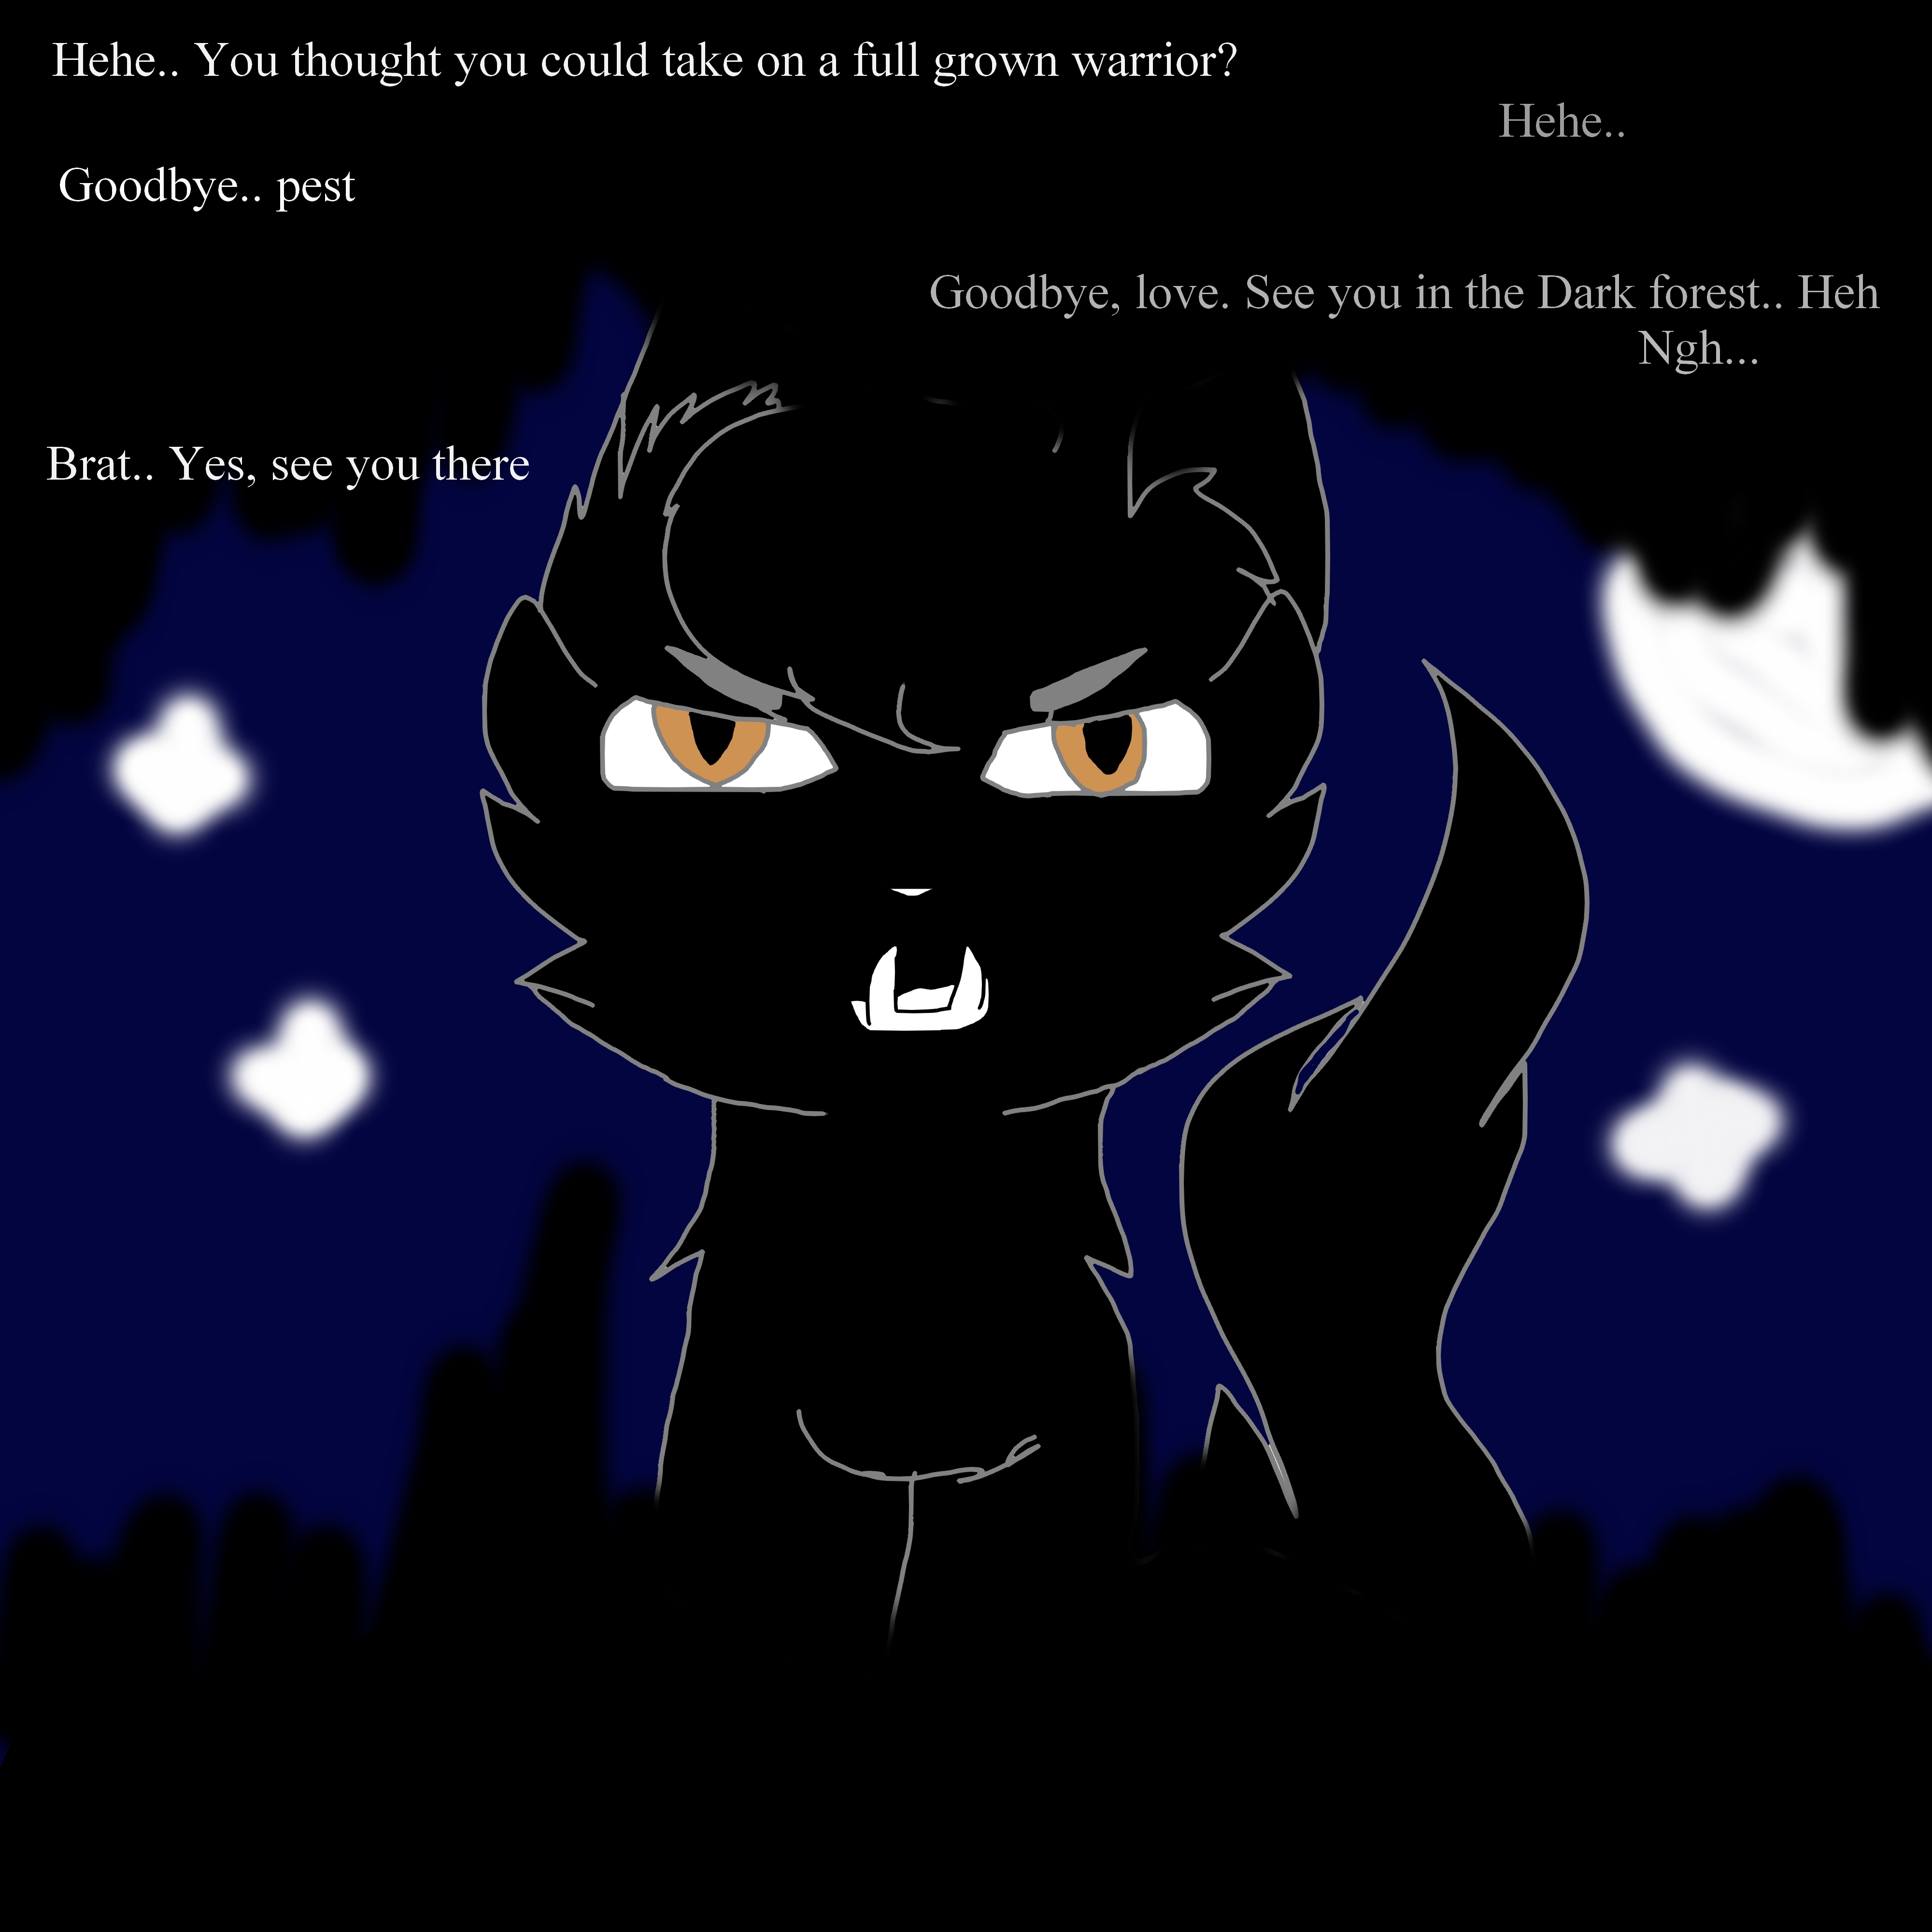 Hehe.. You thought you could take on a full grown warrior?
Hehe..
Goodbye.. pest
Goodbye, love. See you in the Dark forest.. Heh
Ngh...
Brat.. Yes, see you there